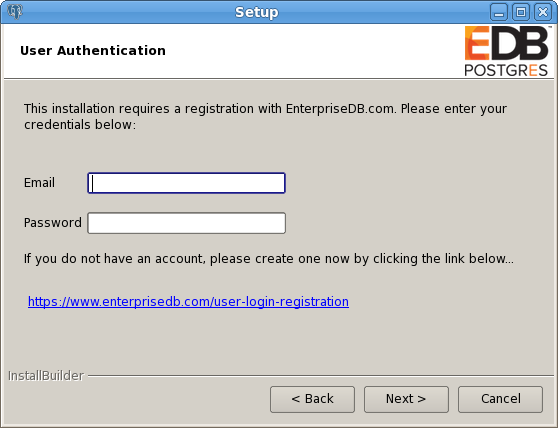 Setup
User Authentication
EDB™
POSTGRES
This installation requires a registration with EnterpriseDB.com. Please enter your
credentials below:
Email
Password
If you do not have an account, please create one now by clicking the link below...
https://www.enterprisedb.com/user-login-registration
InstallBuilder
< Back
Next >
Cancel